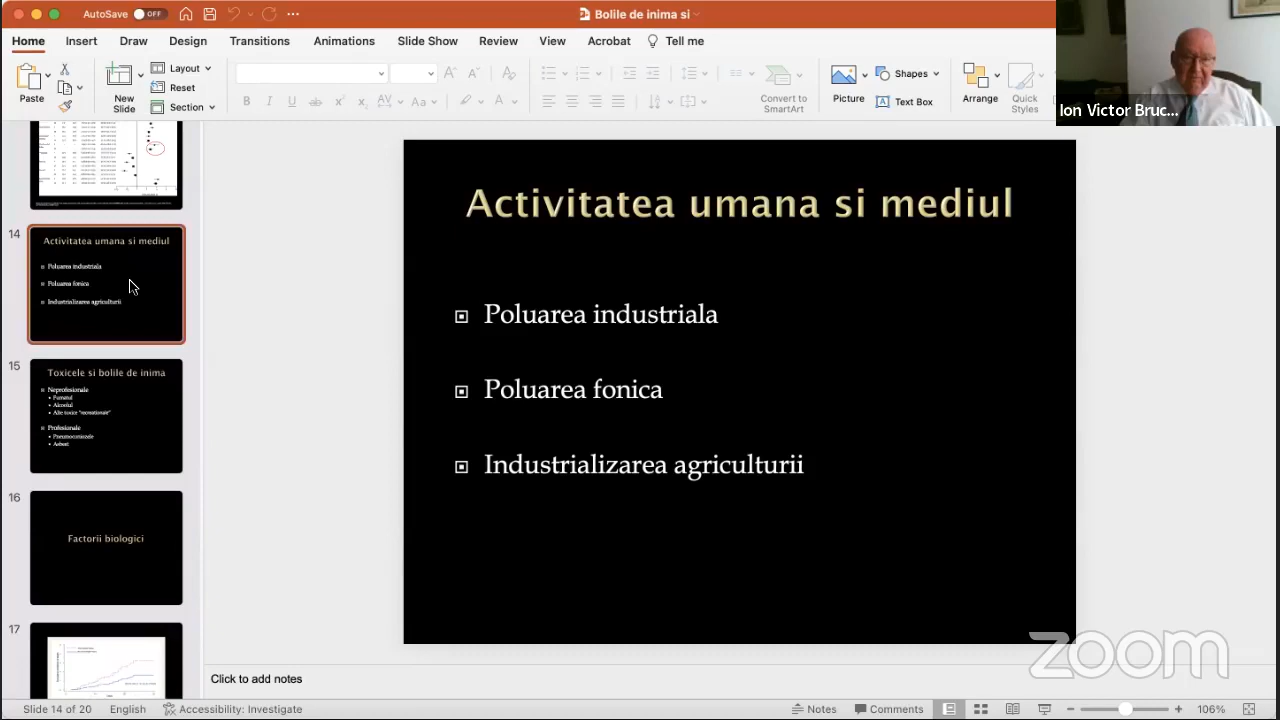 AutoSave OFF
Bolile de inima si
Home Insert Draw Design Transitions Animations Slide Show Review View Acrobat Tell me
Paste
New
Slide
Layout
Reset
Section
Convert to
SmartArt
Picture
Shapes
Text Box
Arrange
Quick
Styles
Ion Victor Bruc...
14
Activitatea umana si mediul
Poluarea industriala
Poluarea fonica
Industrializarea agriculturii
15
Toxicele si bolile de inima
Neprofesionale
Fumatul
Alcoolul
Alte toxice "recreationale"
Profesionale
Pneumoconiozele
Asbest
16
Factorii biologici
17
Activitatea umana si mediul
Poluarea industriala
Poluarea fonica
Industrializarea agriculturii
zoom
Click to add notes
Slide 14 of 20 English Accessibility: Investigate Notes Comments 106%